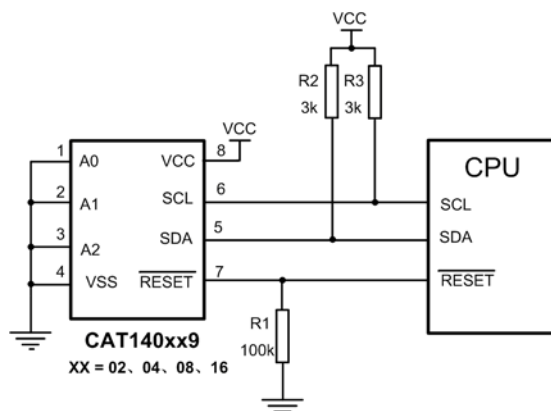 VCC
R2
R3
3k
3k
VCC
1
A0
VCC
8
2
A1
SCL
6
3
A2
SDA
5
4
VSS
RESET
7
CPU
SCL
SDA
RESET
R1
100k
CAT140xx9
XX = 02、04、08、16